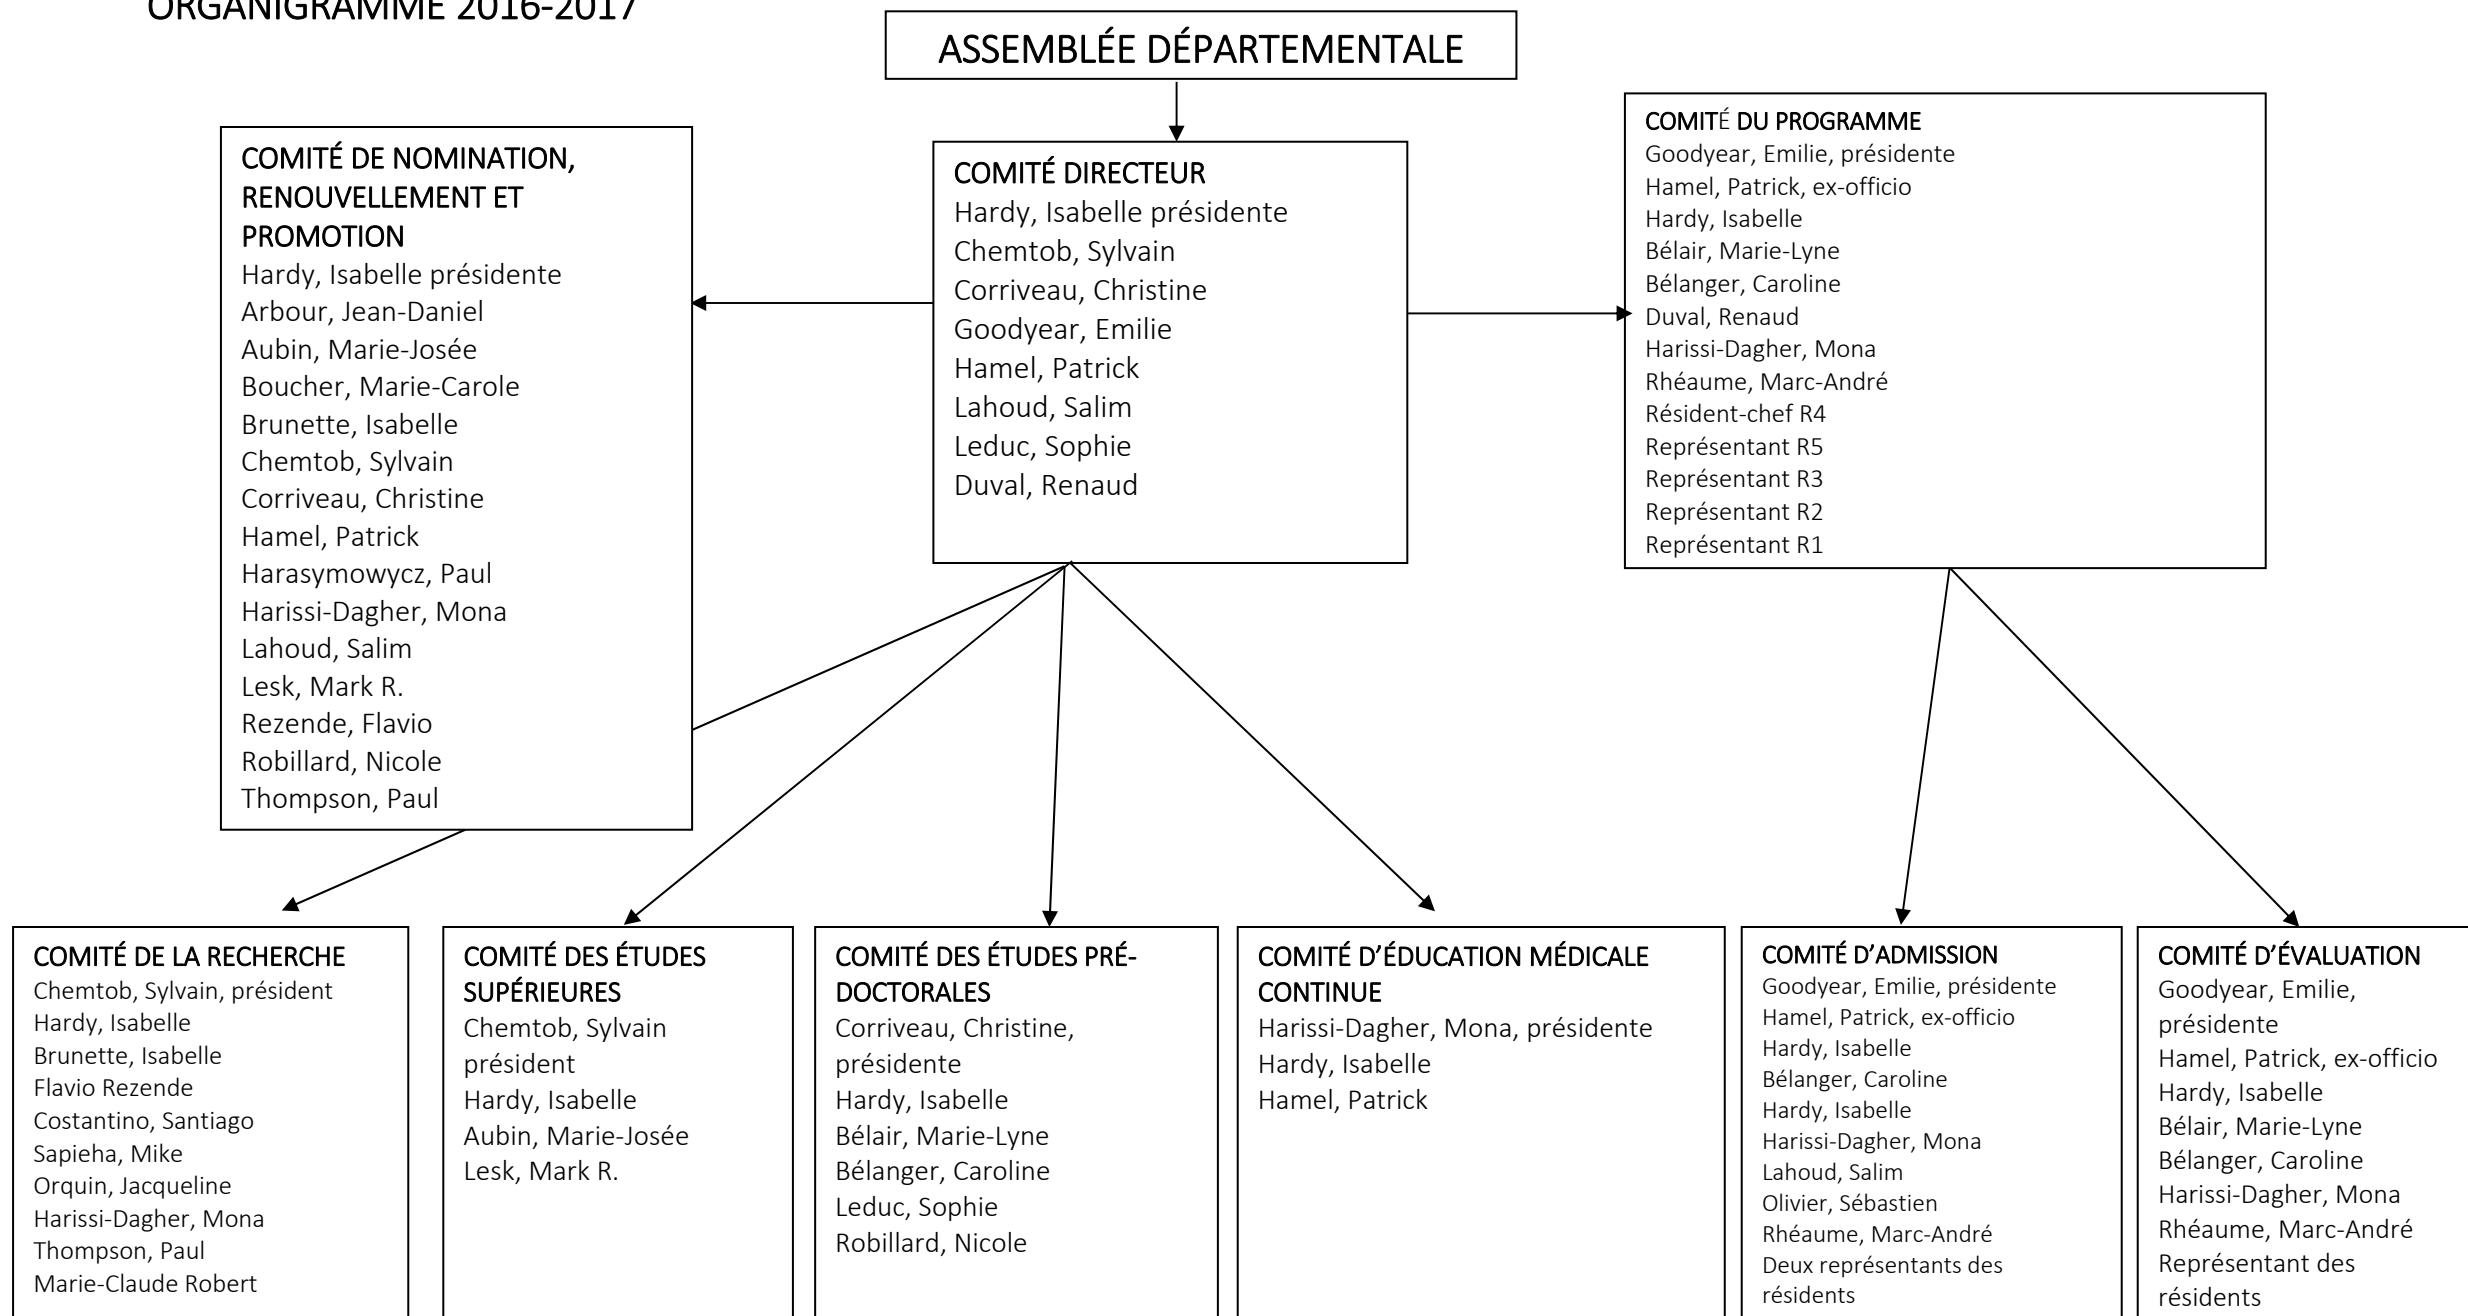 ORGANIGRAMME 2016-2017
ASSEMBLÉE DÉPARTEMENTALE
COMITÉ DE NOMINATION,
RENOUVELLEMENT ET
PROMOTION
Hardy, Isabelle présidente
Arbour, Jean-Daniel
Aubin, Marie-Josée
Boucher, Marie-Carole
Brunette, Isabelle
Chemtob, Sylvain
Corriveau, Christine
Hamel, Patrick
Harasymowycz, Paul
Harissi-Dagher, Mona
Lahoud, Salim
Lesk, Mark R.
Rezende, Flavio
Robillard, Nicole
Thompson, Paul
COMITÉ DIRECTEUR
Hardy, Isabelle présidente
Chemtob, Sylvain
Corriveau, Christine
Goodyear, Emilie
Hamel, Patrick
Lahoud, Salim
Leduc, Sophie
Duval, Renaud
COMITÉ DU PROGRAMME
Goodyear, Emilie, présidente
Hamel, Patrick, ex-officio
Hardy, Isabelle
Bélair, Marie-Lyne
Bélanger, Caroline
Duval, Renaud
Harissi-Dagher, Mona
Rhéaume, Marc-André
Résident-chef R4
Représentant R5
Représentant R3
Représentant R2
Représentant R1
COMITÉ DE LA RECHERCHE
Chemtob, Sylvain, président
Hardy, Isabelle
Brunette, Isabelle
Flavio Rezende
Costantino, Santiago
Sapieha, Mike
Orquin, Jacqueline
Harissi-Dagher, Mona
Thompson, Paul
Marie-Claude Robert
COMITÉ DES ÉTUDES
SUPÉRIEURES
Chemtob, Sylvain
président
Hardy, Isabelle
Aubin, Marie-Josée
Lesk, Mark R.
COMITÉ DES ÉTUDES PRÉ-
DOCTORALES
Corriveau, Christine,
présidente
Hardy, Isabelle
Bélair, Marie-Lyne
Bélanger, Caroline
Leduc, Sophie
Robillard, Nicole
COMITÉ D’ÉDUCATION MÉDICALE
CONTINUE
Harissi-Dagher, Mona, présidente
Hardy, Isabelle
Hamel, Patrick
COMITÉ D’ADMISSION
Goodyear, Emilie, présidente
Hamel, Patrick, ex-officio
Hardy, Isabelle
Bélanger, Caroline
Hardy, Isabelle
Harissi-Dagher, Mona
Lahoud, Salim
Olivier, Sébastien
Rhéaume, Marc-André
Deux représentants des
résidents
COMITÉ D’ÉVALUATION
Goodyear, Emilie,
présidente
Hamel, Patrick, ex-officio
Hardy, Isabelle
Bélair, Marie-Lyne
Bélanger, Caroline
Harissi-Dagher, Mona
Rhéaume, Marc-André
Représentant des
résidents